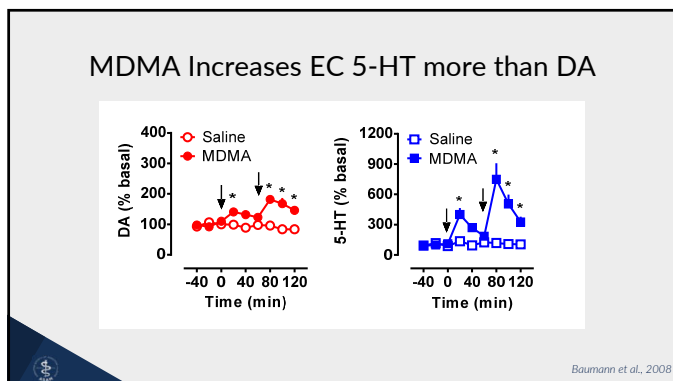 MDMA Increases EC 5-HT more than DA
400
300
200
100
0
DA (% basal)
Saline
MDMA
*
* * *
-40 0 40 80 120
Time (min)
1200
900
600
300
0
5-HT (% basal)
Saline
MDMA
*
*
*
*
-40 0 40 80 120
Time (min)
Baumann et al., 2008